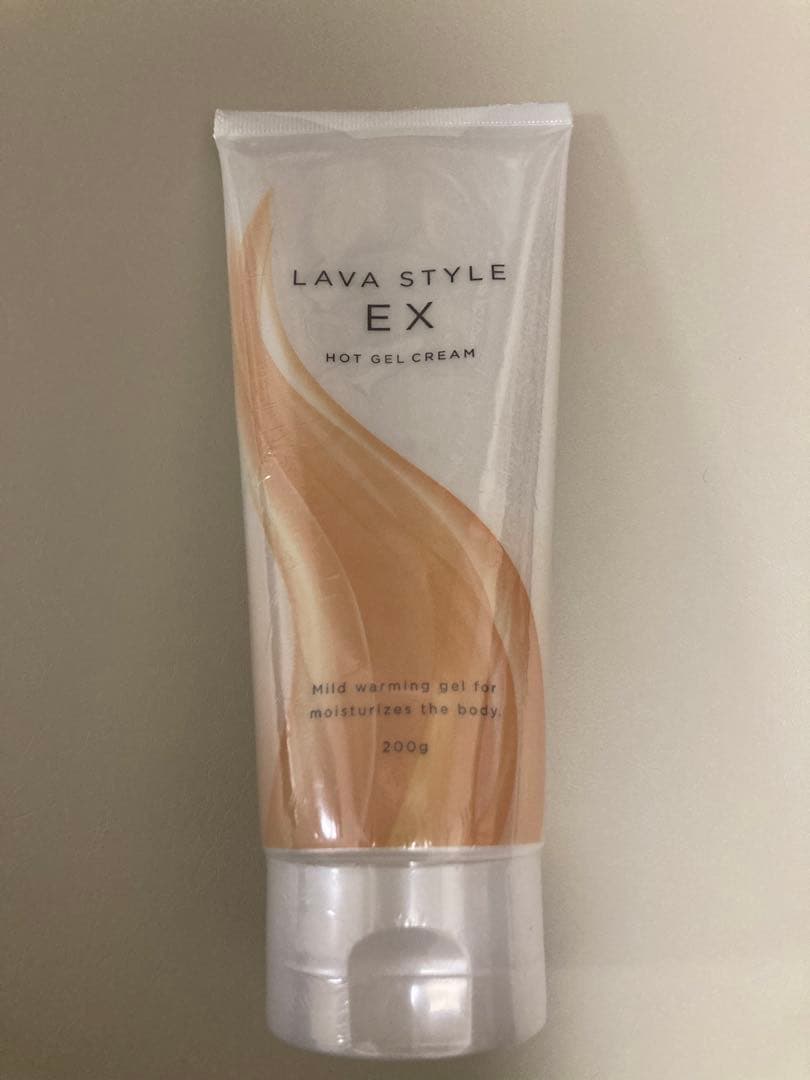 LAVA STYLE
EX
HOT GEL CREAM
Mild warming gel for
moisturizes the body.
200g